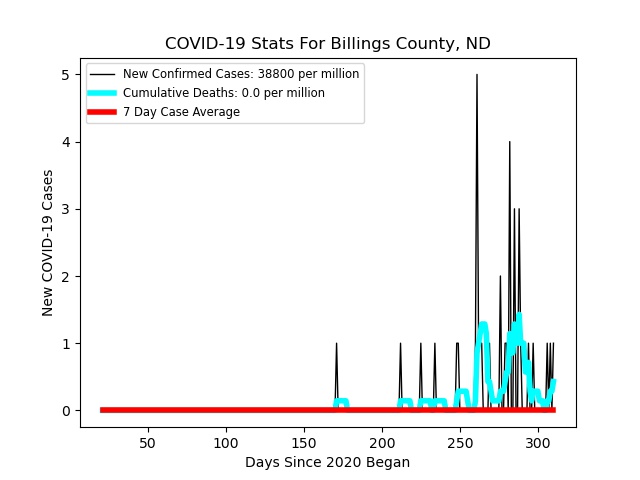 COVID-19 Stats For Billings County, ND
New Confirmed Cases: 38800 per million
Cumulative Deaths: 0.0 per million
7 Day Case Average
New COVID-19 Cases
5
4
3
2
1
0
50 100 150 200 250 300
Days Since 2020 Began